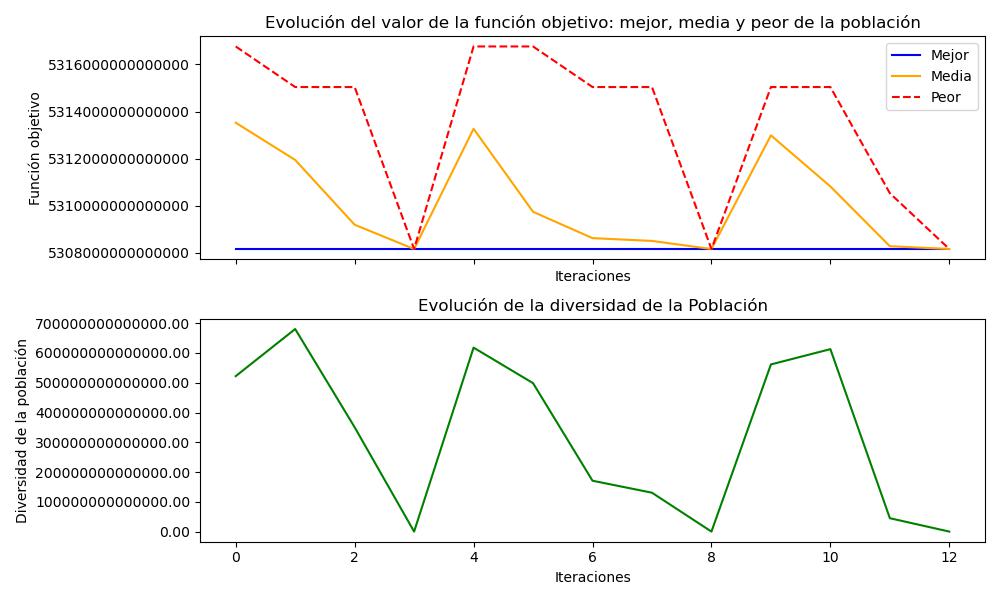 Evolución del valor de la función objetivo: mejor, media y peor de la población
Función objetivo
5316000000000000
5314000000000000
5312000000000000
5310000000000000
5308000000000000
Mejor
Media
Peor
Iteraciones
Evolución de la diversidad de la Población
Diversidad de la población
700000000000000.00
600000000000000.00
500000000000000.00
400000000000000.00
300000000000000.00
200000000000000.00
100000000000000.00
0.00
0 2 4 6 8 10 12
Iteraciones